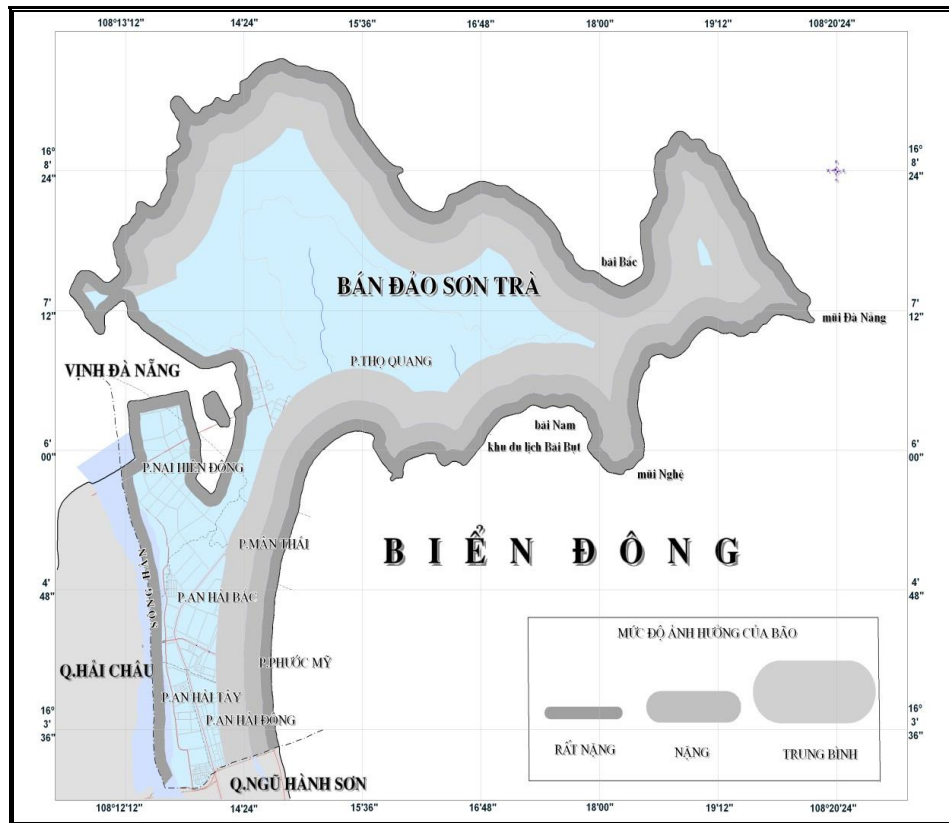 108°13'12" 14'24" 15'36" 16'48" 18'00" 19'12" 108°20'24"
16° 8' 24"
16° 8' 24"
bãi Bắc
BÁN ĐẢO SƠN TRÀ
7' 12"
7' 12"
mũi Đà Nẵng
P.THỌ QUANG
VỊNH ĐÀ NẴNG
bãi Nam
6' 00"
khu du lịch Bãi Bụt
6' 00"
P.NẠI HIÊN ĐÔNG
mũi Nghê
P.MÂN THÁI
BIỂN ĐÔNG
SÔNG HÀN
4' 48"
4' 48"
P.AN HẢI BẮC
MỨC ĐỘ ẢNH HƯỞNG CỦA BÃO
Q.HẢI CHÂU
P.PHƯỚC MỸ
P.AN HẢI TÂY
16° 3' 36"
P.AN HẢI ĐÔNG
16° 3' 36"
RẤT NẶNG NẶNG TRUNG BÌNH
Q.NGŨ HÀNH SƠN
108°12'12" 14'24" 15'36" 16'48" 18'00" 19'12" 108°20'24"